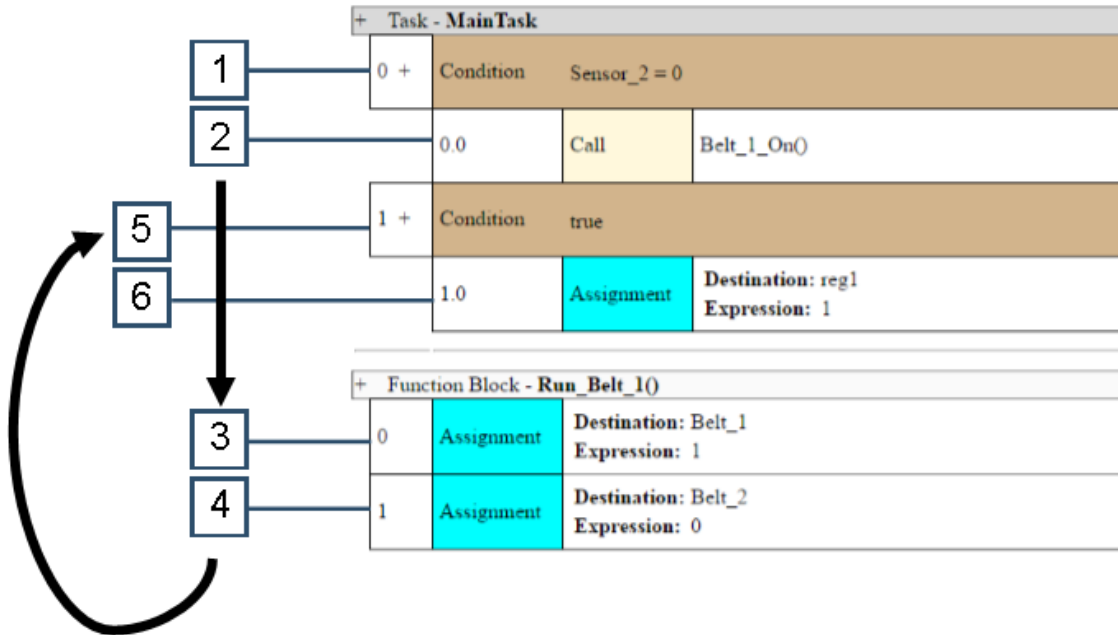 + Task - MainTask
1 0 + Condition Sensor_2 = 0
2 0.0 Call Belt_1_On()
5 1 + Condition true
6 1.0 Assignment Destination: reg1
Expression: 1
+ Function Block - Run_Belt_1()
3 0 Assignment Destination: Belt_1
Expression: 1
4 1 Assignment Destination: Belt_2
Expression: 0